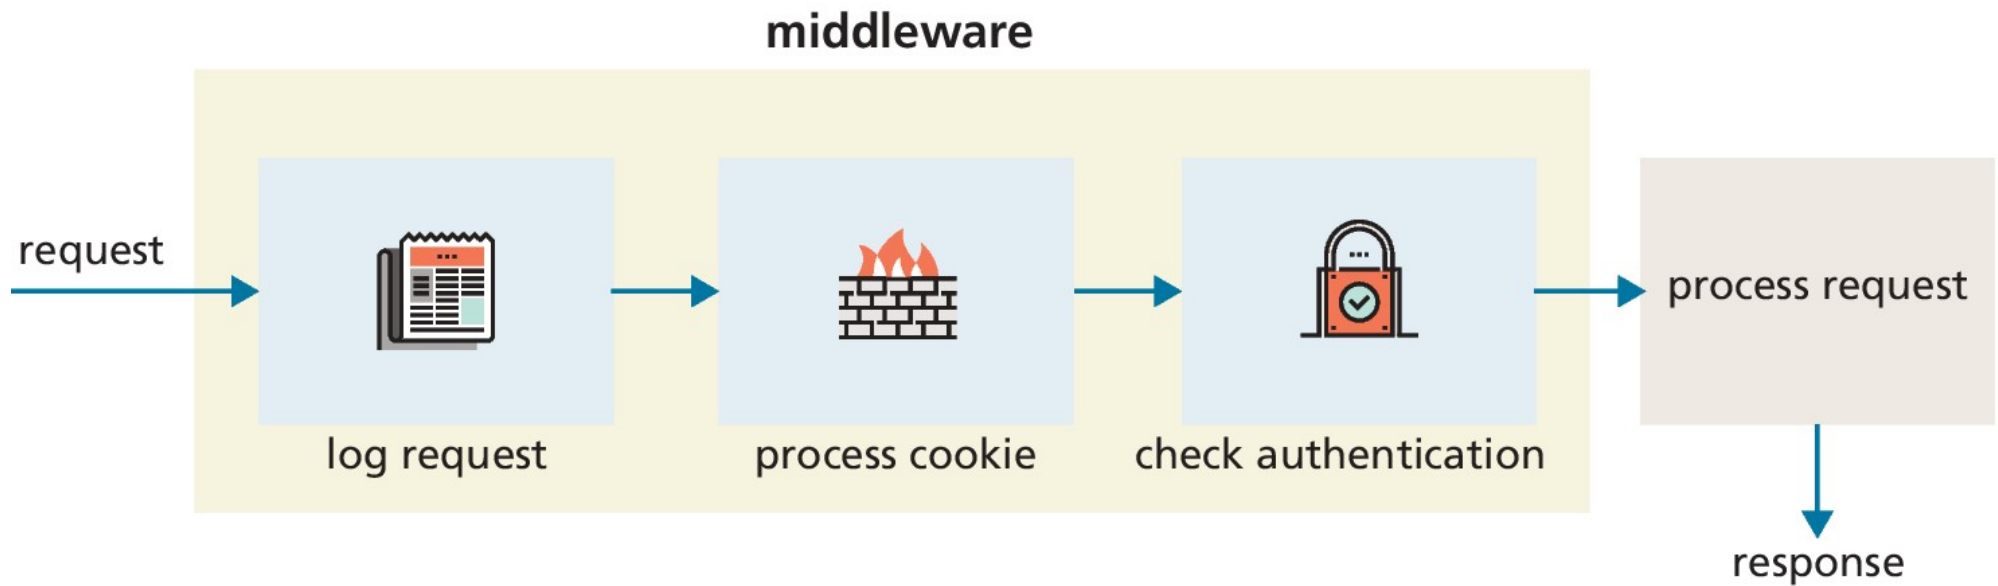 middleware
request
log request
process cookie
check authentication
process request
response